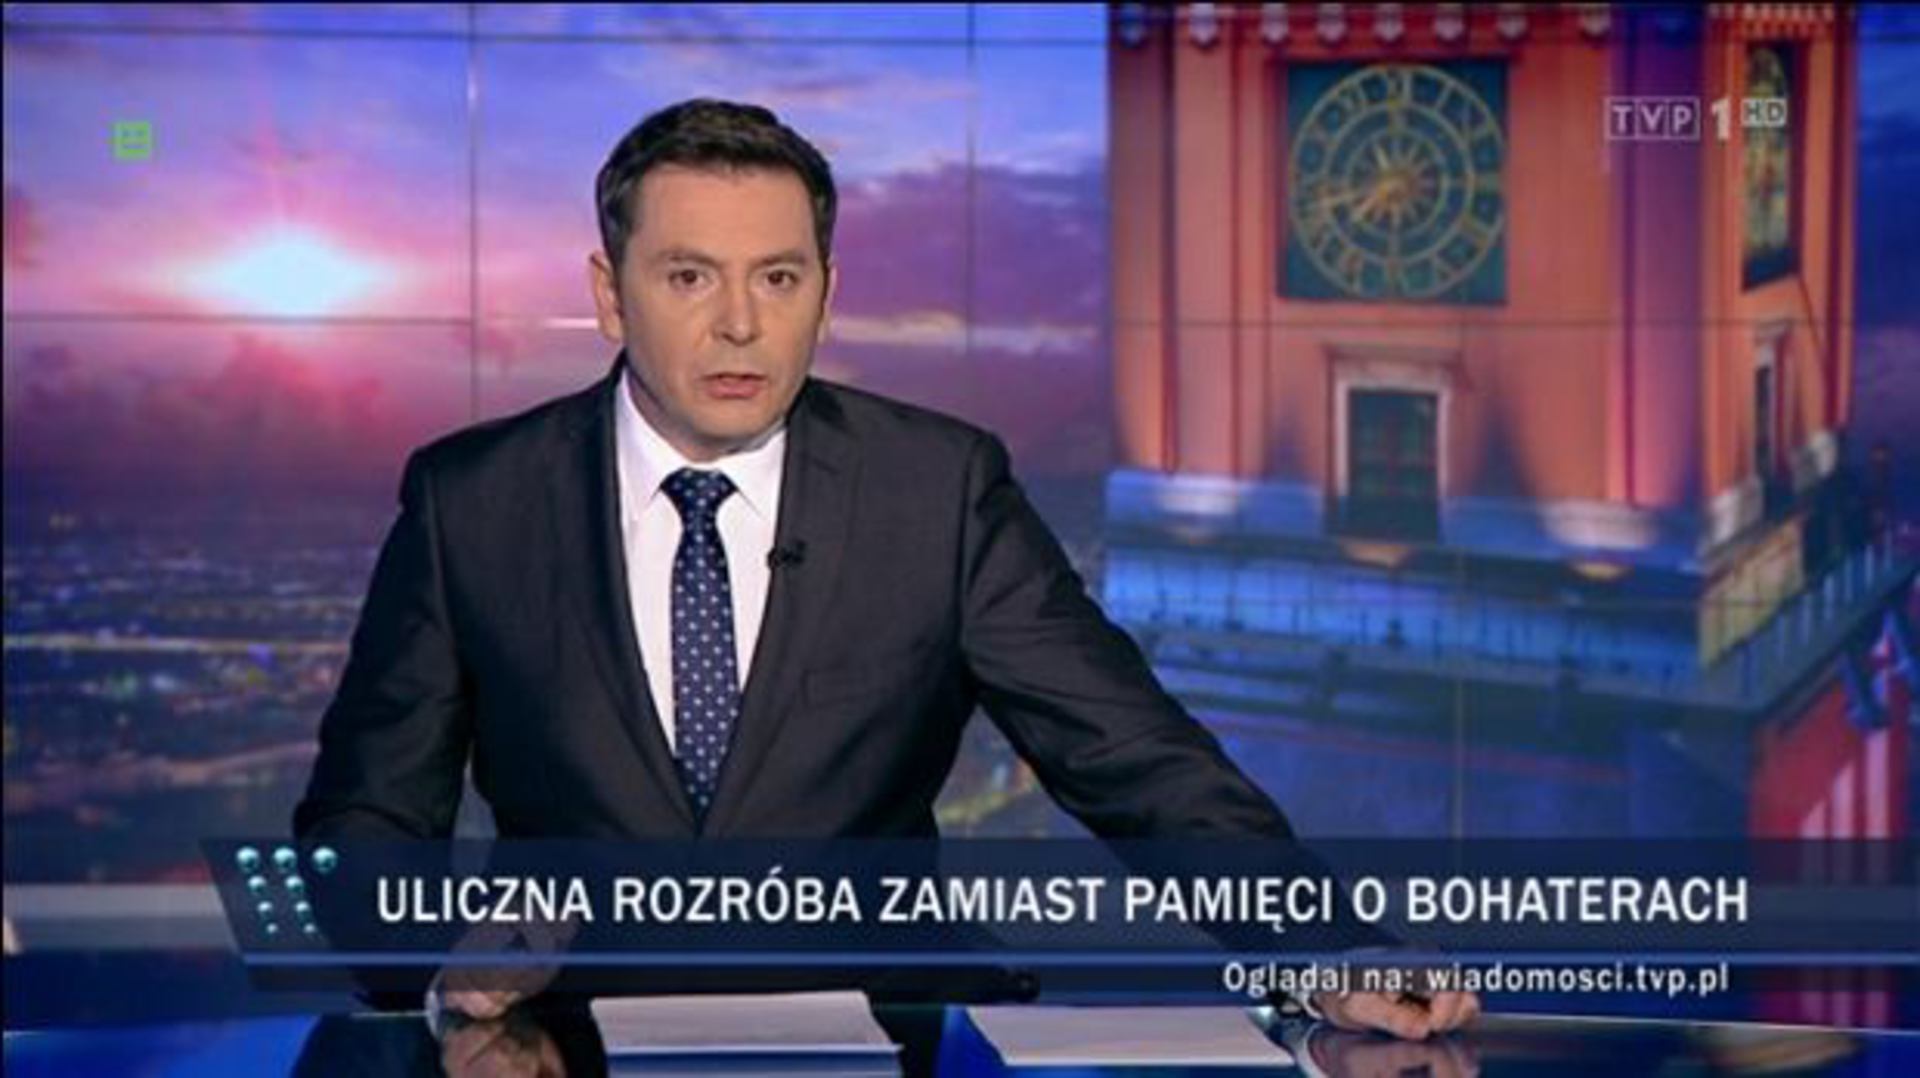 TVP 1 HD
ULICZNA ROZRÓBA ZAMIAST PAMIĘCI O BOHATERACH
Oglądaj na: wiadomosci.tvp.pl